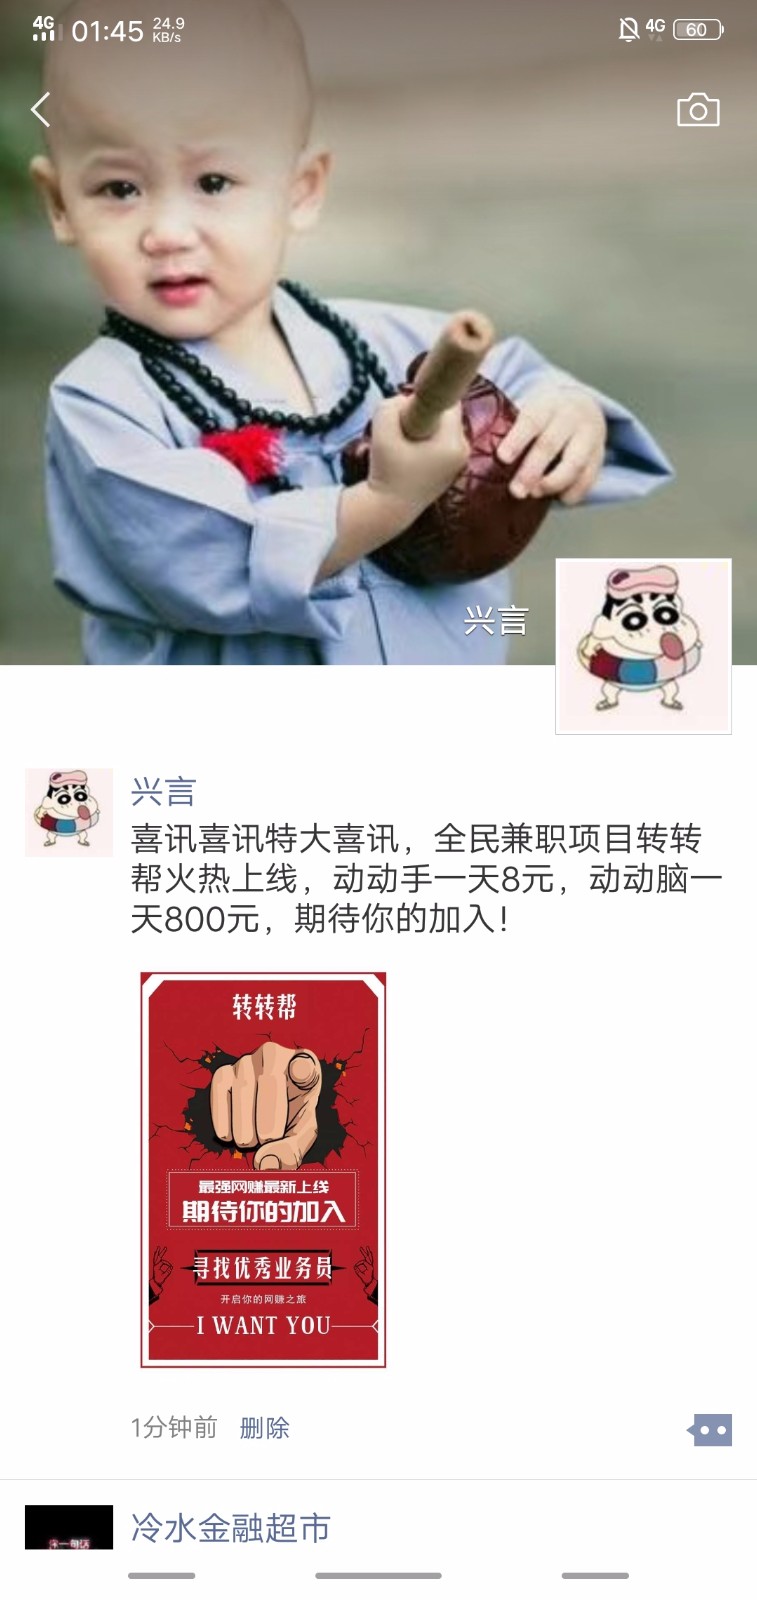 4G 01:45 24.9 KB/s 4G 60
兴言
兴言
喜讯喜讯特大喜讯，全民兼职项目转转
帮火热上线，动动手一天8元，动动脑一
天800元，期待你的加入！
转转帮
最强网赚最新上线
期待你的加入
寻找优秀业务员
开启你的网赚之旅
I WANT YOU
1分钟前 删除
冷水金融超市